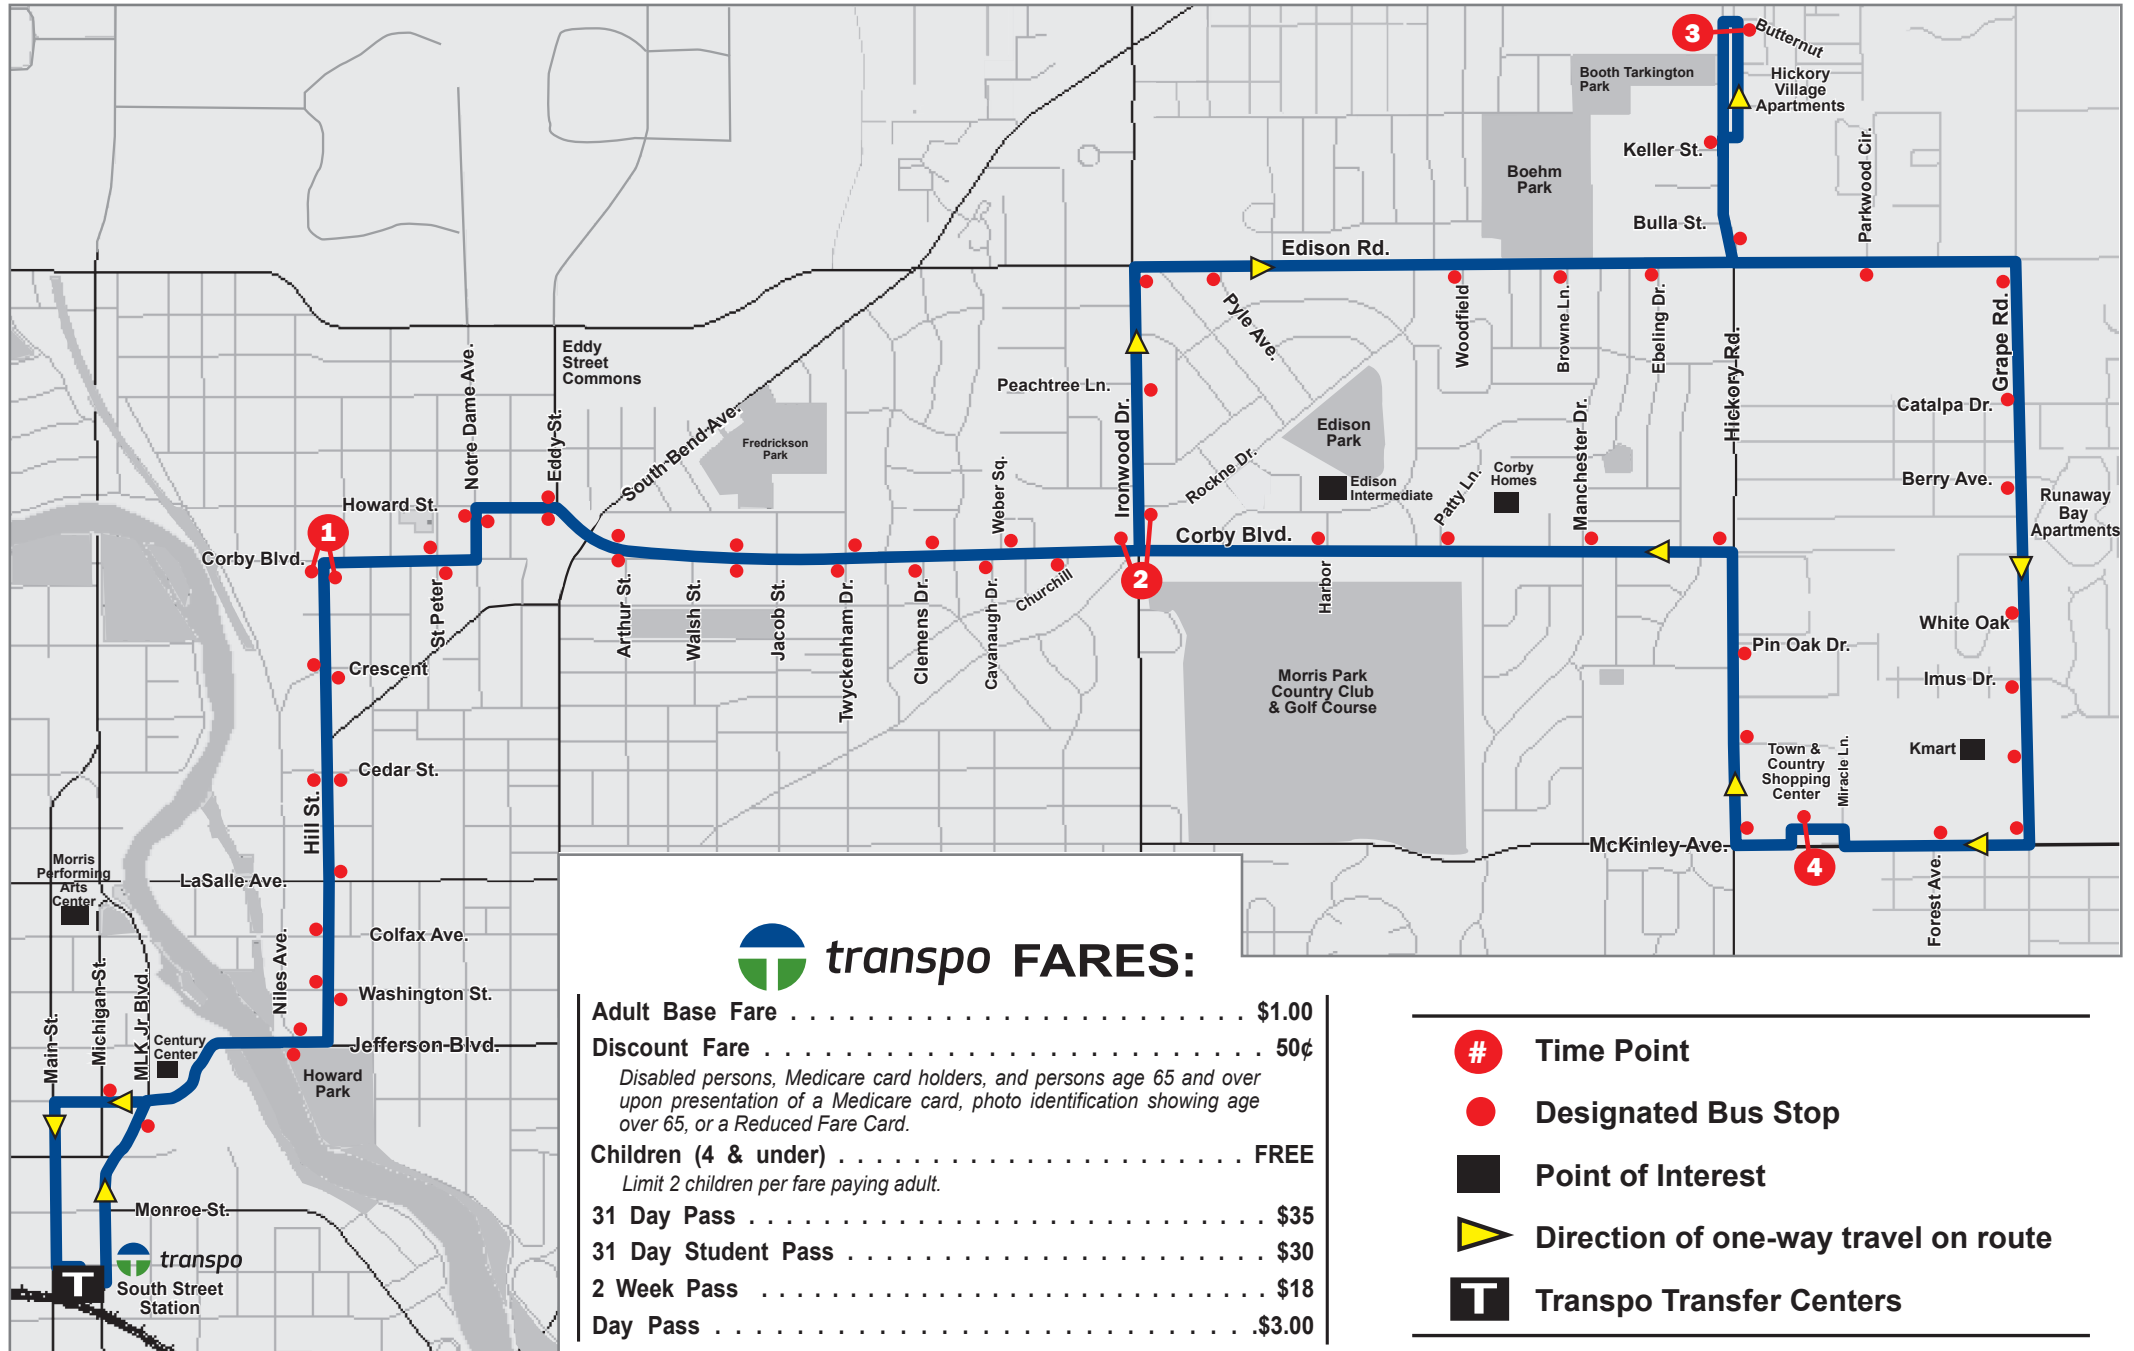 3
Butternut
Booth Tarkington
Park
Hickory
Village
Apartments
Keller St.
Parkwood Cir.
Boehm
Park
Bulla St.
Edison Rd.
Pyle Ave.
Woodfield
Browne Ln.
Ebeling Dr.
Hickory Rd.
Grape Rd.
Eddy
Street
Commons
Notre Dame Ave.
Eddy St.
South Bend Ave.
Fredrickson
Park
Peachtree Ln.
Ironwood Dr.
Edison
Park
Rockne Dr.
Edison
Intermediate
Patty Ln.
Corby
Homes
Manchester Dr.
Catalpa Dr.
Berry Ave.
Runaway
Bay
Apartments
Howard St.
1
Corby Blvd.
Weber Sq.
Corby Blvd.
2
St Peter
Arthur St.
Walsh St.
Jacob St.
Twyckenham Dr.
Clemens Dr.
Cavanaugh Dr.
Churchill
Harbor
White Oak
Pin Oak Dr.
Imus Dr.
Crescent
Morris Park
Country Club
& Golf Course
Kmart
Town &
Country
Shopping
Center
Miracle Ln.
Cedar St.
Hill St.
McKinley Ave.
4
Forest Ave.
Morris
Performing
Arts
Center
LaSalle Ave.
Colfax Ave.
Niles Ave.
Washington St.
Main St.
Michigan St.
MLK Jr Blvd.
Century
Center
Jefferson Blvd.
Howard
Park
Monroe St.
transpo
T
South Street
Station
transpo FARES:
Adult Base Fare . . . . . . . . . . . . . . . . . . . . . . . . $1.00
Discount Fare . . . . . . . . . . . . . . . . . . . . . . . . . . . 50¢
Disabled persons, Medicare card holders, and persons age 65 and over
upon presentation of a Medicare card, photo identification showing age
over 65, or a Reduced Fare Card.
Children (4 & under) . . . . . . . . . . . . . . . . . . . . . . FREE
Limit 2 children per fare paying adult.
31 Day Pass . . . . . . . . . . . . . . . . . . . . . . . . . . . . $35
31 Day Student Pass . . . . . . . . . . . . . . . . . . . . . . $30
2 Week Pass . . . . . . . . . . . . . . . . . . . . . . . . . . . $18
Day Pass . . . . . . . . . . . . . . . . . . . . . . . . . . . . .$3.00
# Time Point
Designated Bus Stop
Point of Interest
Direction of one-way travel on route
T Transpo Transfer Centers